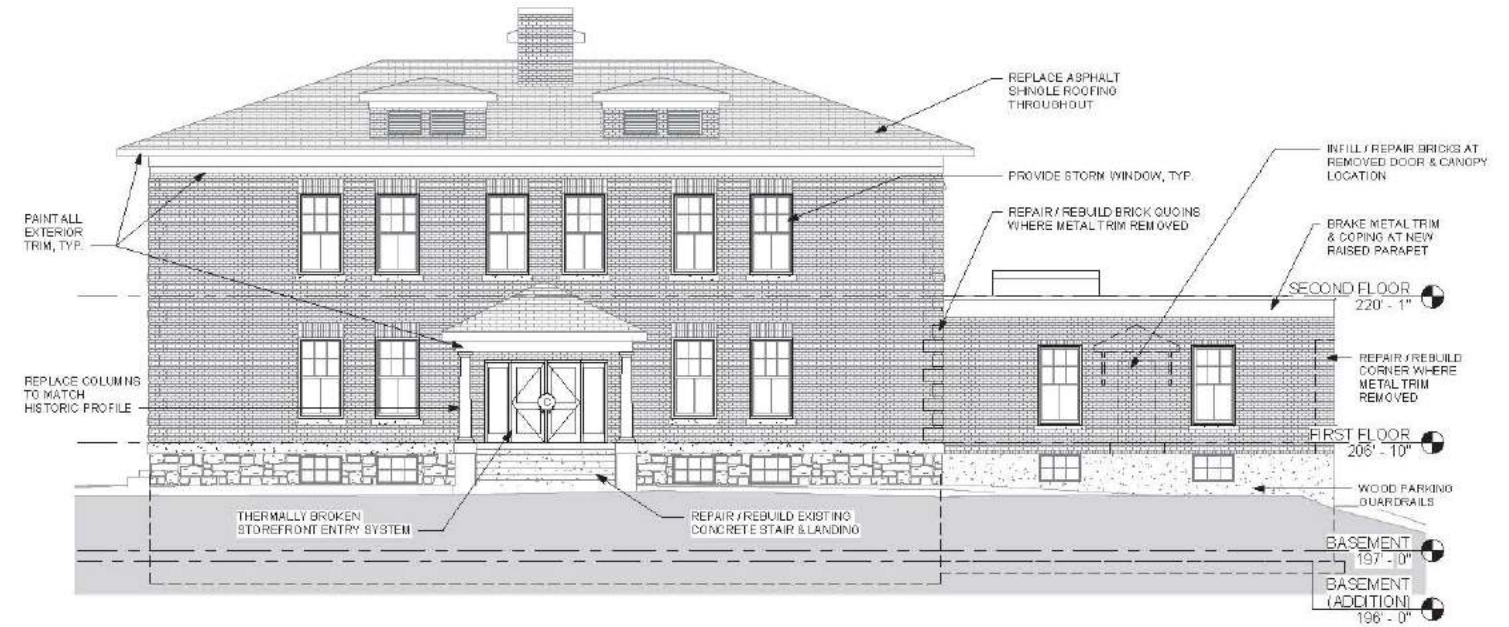 REPLACE ASPHALT
SHINGLE ROOFING
THROUGHOUT
INFILL / REPAIR BRICKS AT
REMOVED DOOR & CANOPY
LOCATION
PROVIDE STORM WINDOW, TYP.
REPAIR / REBUILD BRICK QUOINS
WHERE METAL TRIM REMOVED
PAINT ALL
EXTERIOR
TRIM, TYP.
BRAKE METAL TRIM
& COPING AT NEW
RAISED PARAPET
SECOND FLOOR
220' - 1"
REPLACE COLUMNS
TO MATCH
HISTORIC PROFILE
REPAIR / REBUILD
CORNER WHERE
METAL TRIM
REMOVED
C
FIRST FLOOR
206' - 10"
WOOD PARKING
GUARDRAILS
THERMALLY BROKEN
STOREFRONT ENTRY SYSTEM
REPAIR / REBUILD EXISTING
CONCRETE STAIR & LANDING
BASEMENT
197' - 0"
BASEMENT
(ADDITION)
196' - 0"